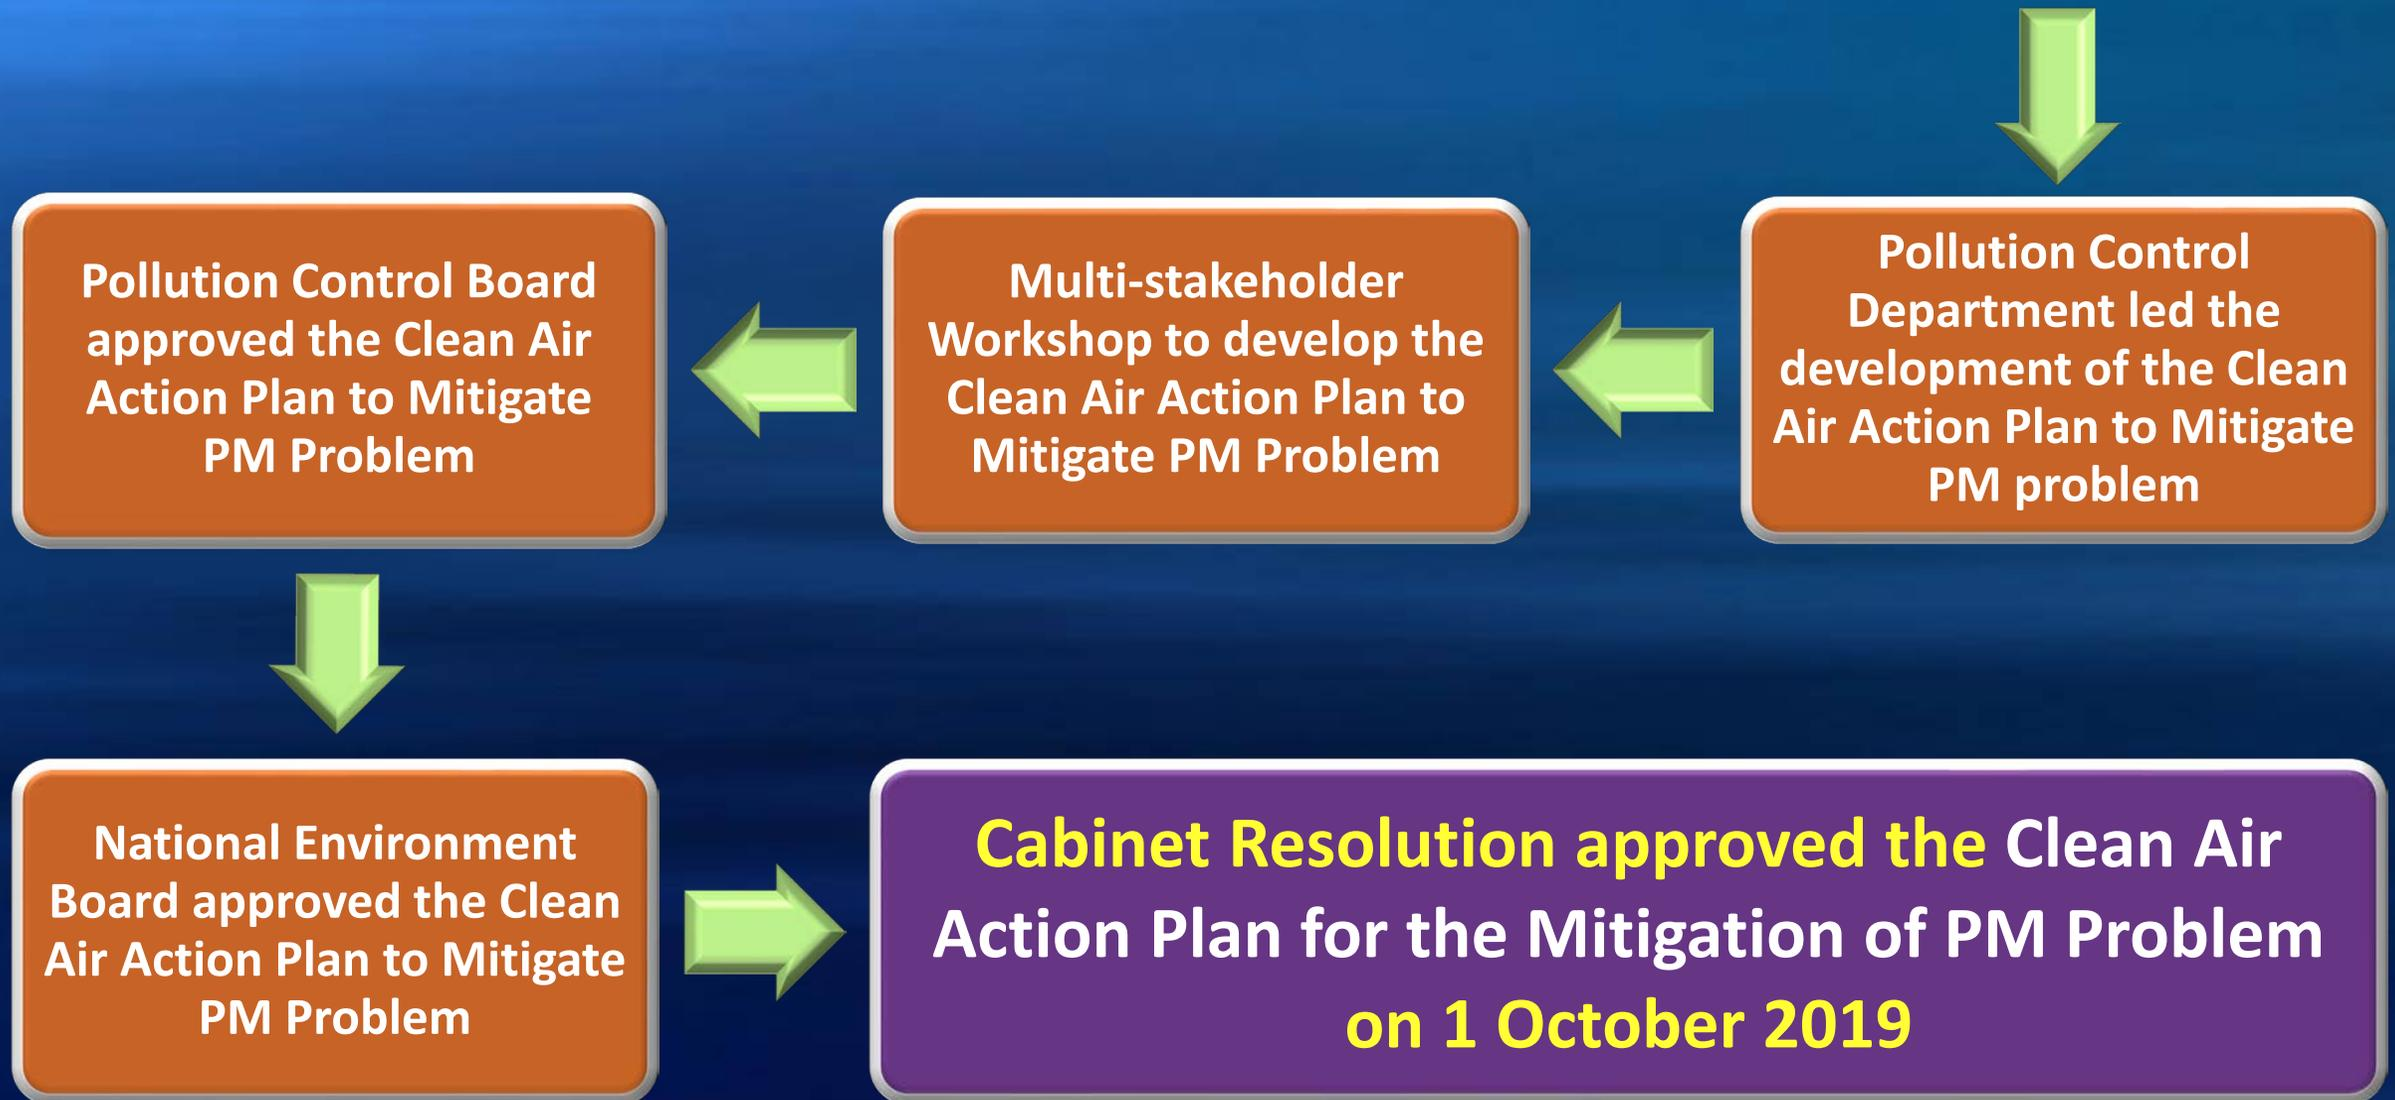 Pollution Control Board
approved the Clean Air
Action Plan to Mitigate
PM Problem
Multi-stakeholder
Workshop to develop the
Clean Air Action Plan to
Mitigate PM Problem
Pollution Control
Department led the
development of the Clean
Air Action Plan to Mitigate
PM problem
National Environment
Board approved the Clean
Air Action Plan to Mitigate
PM Problem
Cabinet Resolution approved the Clean Air
Action Plan for the Mitigation of PM Problem
on 1 October 2019